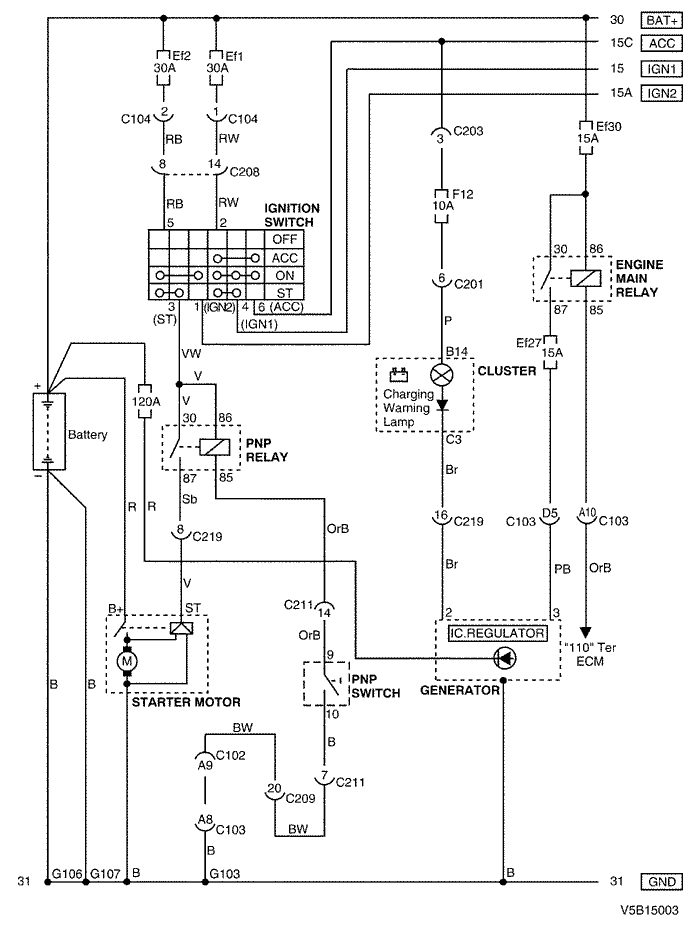 30 BAT+
15C ACC
15 IGN1
15A IGN2
Ef2
30A
Ef1
30A
Ef30
15A
C104 2
1 C104
C203
3
RB
RW
8
14
C208
F12
10A
RB
RW
5
2
IGNITION
SWITCH
OFF
ACC
ON
ST
30
86
ENGINE
MAIN
RELAY
87
85
6
C201
3
1
(IGN2)
4
6
(ACC)
(ST)
(IGN1)
P
VW
V
Ef27
15A
B14
CLUSTER
Charging
Warning
Lamp
C3
+
120A
V
Battery
−
30
86
PNP
RELAY
87
85
Br
Sb
R
R
8
C219
OrB
16
C219
C103
D5
A10
C103
V
Br
PB
OrB
C211
14
B+
ST
OrB
2
3
IC.REGULATOR
"110" Ter
ECM
M
9
PNP
SWITCH
10
GENERATOR
B
B
STARTER MOTOR
BW
B
C102
A9
7
C211
20
C209
A8
C103
BW
B
B
B
31
G106
G107
G103
31 GND
V5B15003